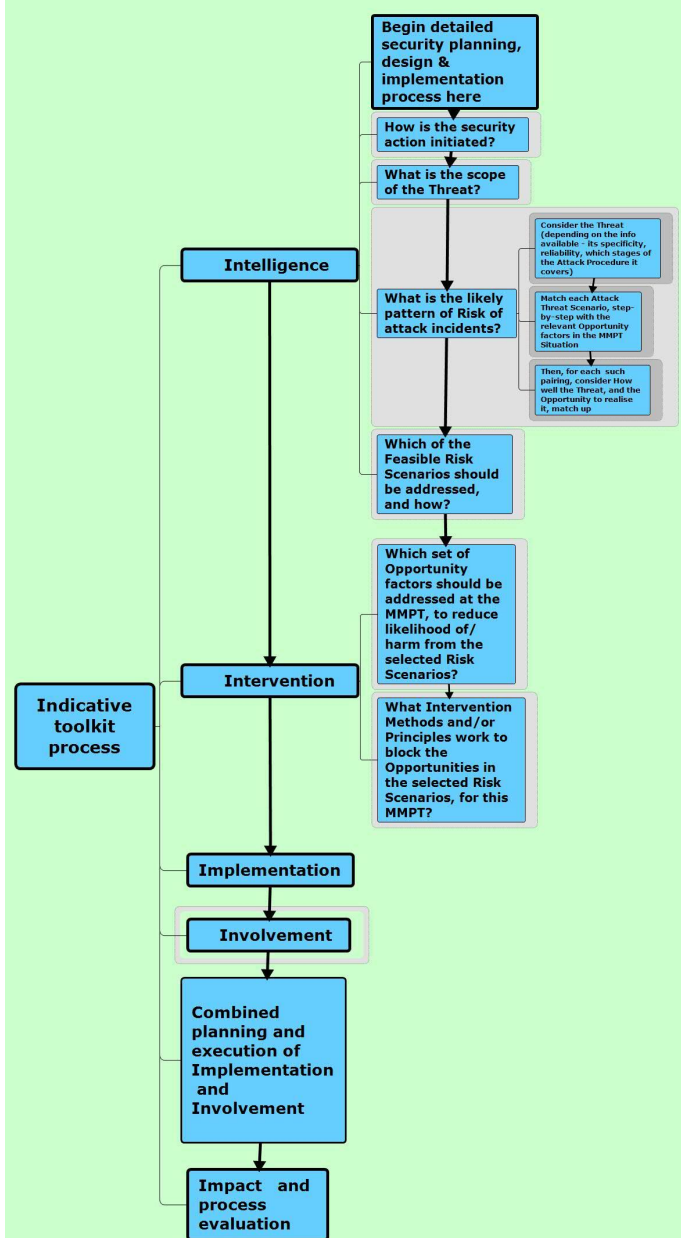 Begin detailed
security planning,
design &
implementation
process here
How is the security
action initiated?
What is the scope
of the Threat?
Intelligence
What is the likely
pattern of Risk of
attack incidents?
Consider the Threat
(depending on the info
available - its specificity,
reliability, which stages of
the Attack Procedure it
covers)
Match each Attack
Threat Scenario, step-
by-step with the
relevant Opportunity
factors in the MMPT
Situation
Then, for each such
pairing, consider How
well the Threat, and the
Opportunity to realise
it, match up
Which of the
Feasible Risk
Scenarios should
be addressed,
and how?
Indicative
toolkit
process
Intervention
Which set of
Opportunity
factors should be
addressed at the
MMPT, to reduce
likelihood of/
harm from the
selected Risk
Scenarios?
What Intervention
Methods and/or
Principles work to
block the
Opportunities in
the selected Risk
Scenarios, for this
MMPT?
Implementation
Involvement
Combined
planning and
execution of
Implementation
and
Involvement
Impact and
process
evaluation